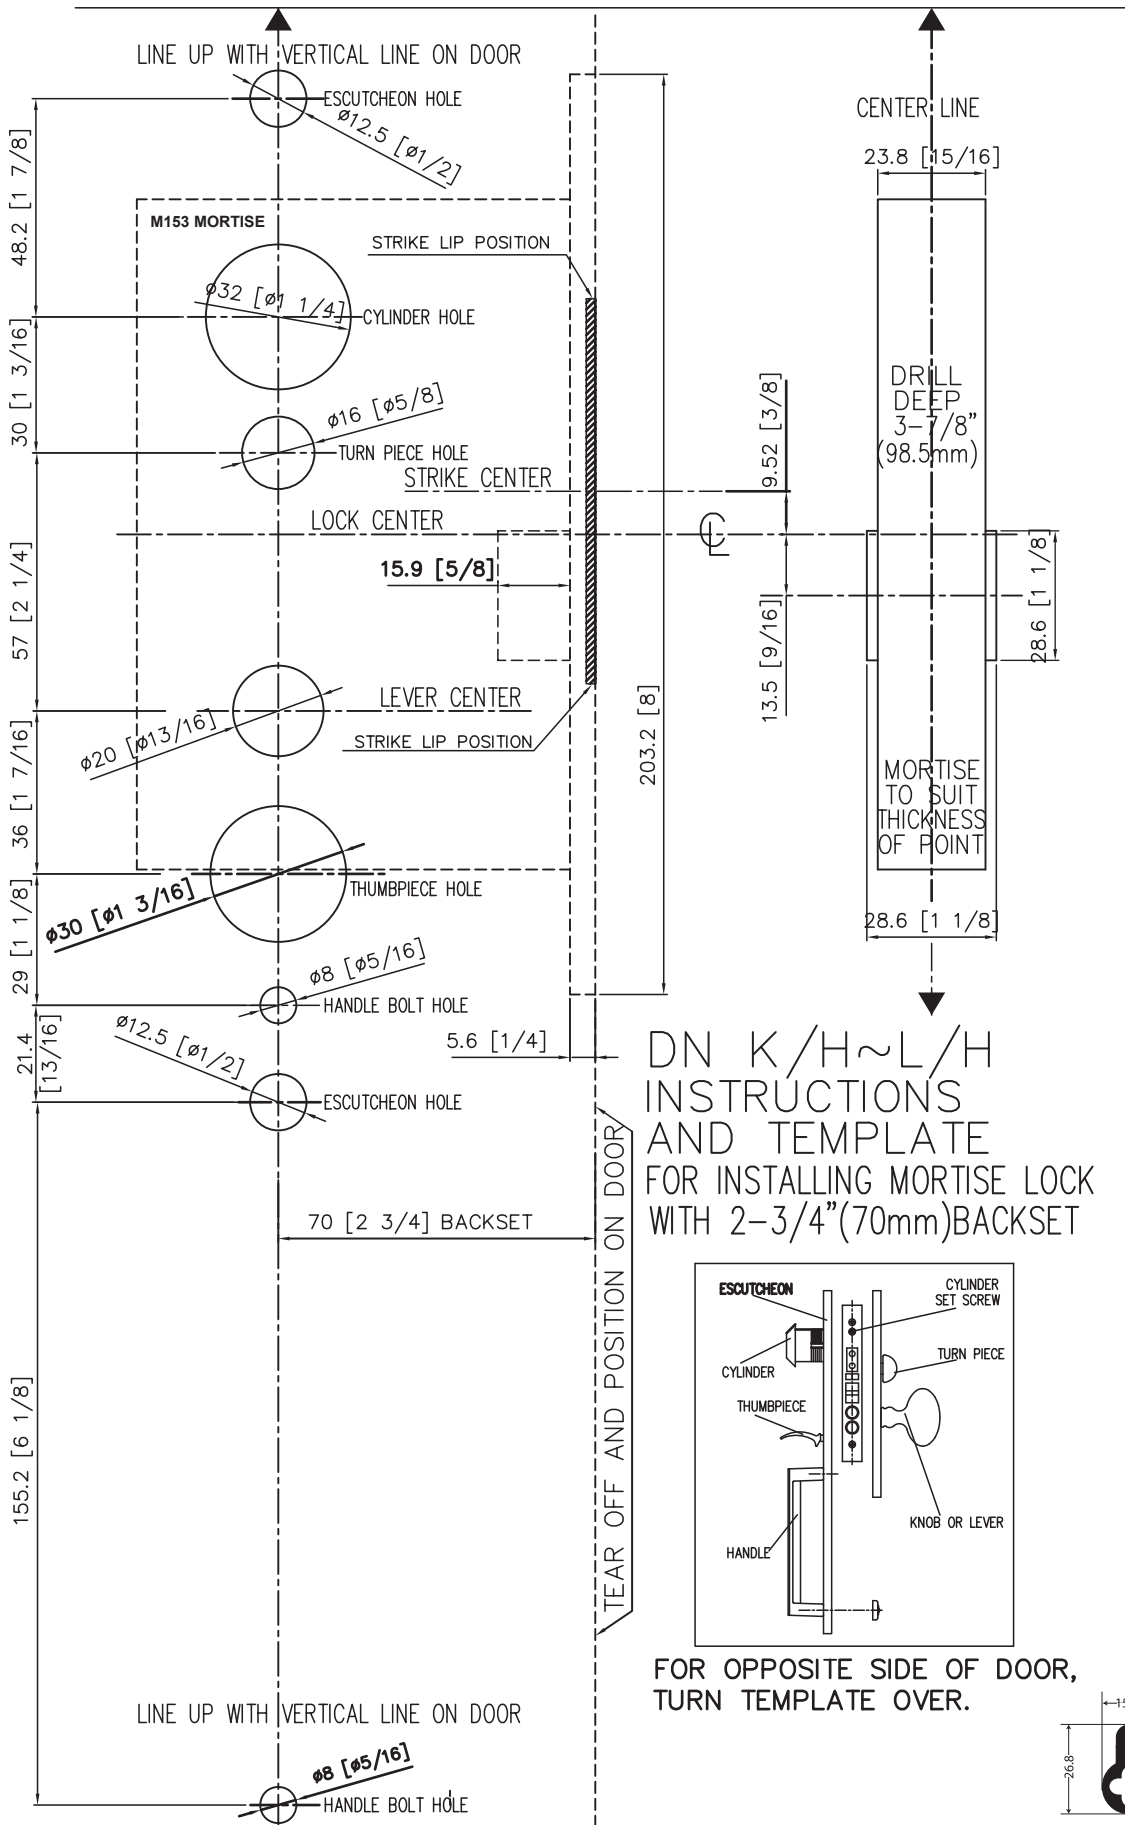 LINE UP WITH VERTICAL LINE ON DOOR
ESCUTCHEON HOLE
ø12.5 [ø1/2]
48.2 [1 7/8]
M153 MORTISE
STRIKE LIP POSITION
ø32 [ø1 1/4]
CYLINDER HOLE
30 [1 3/16]
ø16 [ø5/8]
TURN PIECE HOLE
STRIKE CENTER
LOCK CENTER
15.9 [5/8]
57 [2 1/4]
LEVER CENTER
ø20 [ø13/16]
STRIKE LIP POSITION
36 [1 7/16]
THUMBPIECE HOLE
ø30 [ø1 3/16]
29 [1 1/8]
ø8 [ø5/16]
HANDLE BOLT HOLE
21.4
[13/16]
ø12.5 [ø1/2]
ESCUTCHEON HOLE
5.6 [1/4]
203.2 [8]
70 [2 3/4] BACKSET
155.2 [6 1/8]
TEAR OFF AND POSITION ON DOOR
LINE UP WITH VERTICAL LINE ON DOOR
ø8 [ø5/16]
HANDLE BOLT HOLE
CENTER LINE
23.8 [15/16]
DRILL
DEEP
3-7/8"
(98.5mm)
9.52 [3/8]
CL
13.5 [9/16]
28.6 [1 1/8]
MORTISE
TO SUIT
THICKNESS
OF POINT
28.6 [1 1/8]
DN K/H~L/H
INSTRUCTIONS
AND TEMPLATE
FOR INSTALLING MORTISE LOCK
WITH 2-3/4"(70mm)BACKSET
ESCUTCHEON
CYLINDER
SET SCREW
CYLINDER
TURN PIECE
THUMBPIECE
KNOB OR LEVER
HANDLE
FOR OPPOSITE SIDE OF DOOR,
TURN TEMPLATE OVER.
26.8